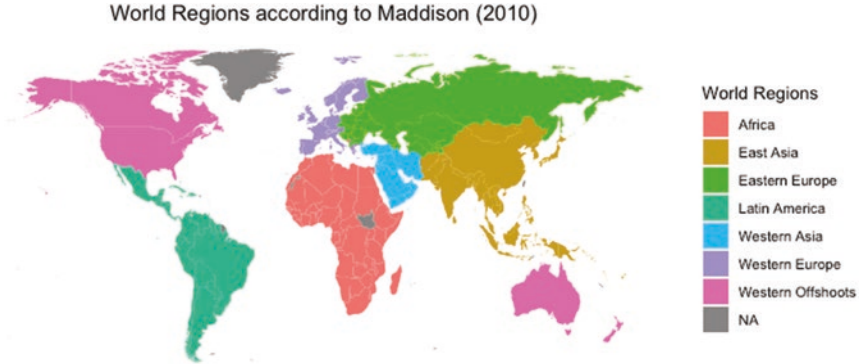 World Regions according to Maddison (2010)
World Regions
Africa
East Asia
Eastern Europe
Latin America
Western Asia
Western Europe
Western Offshoots
NA